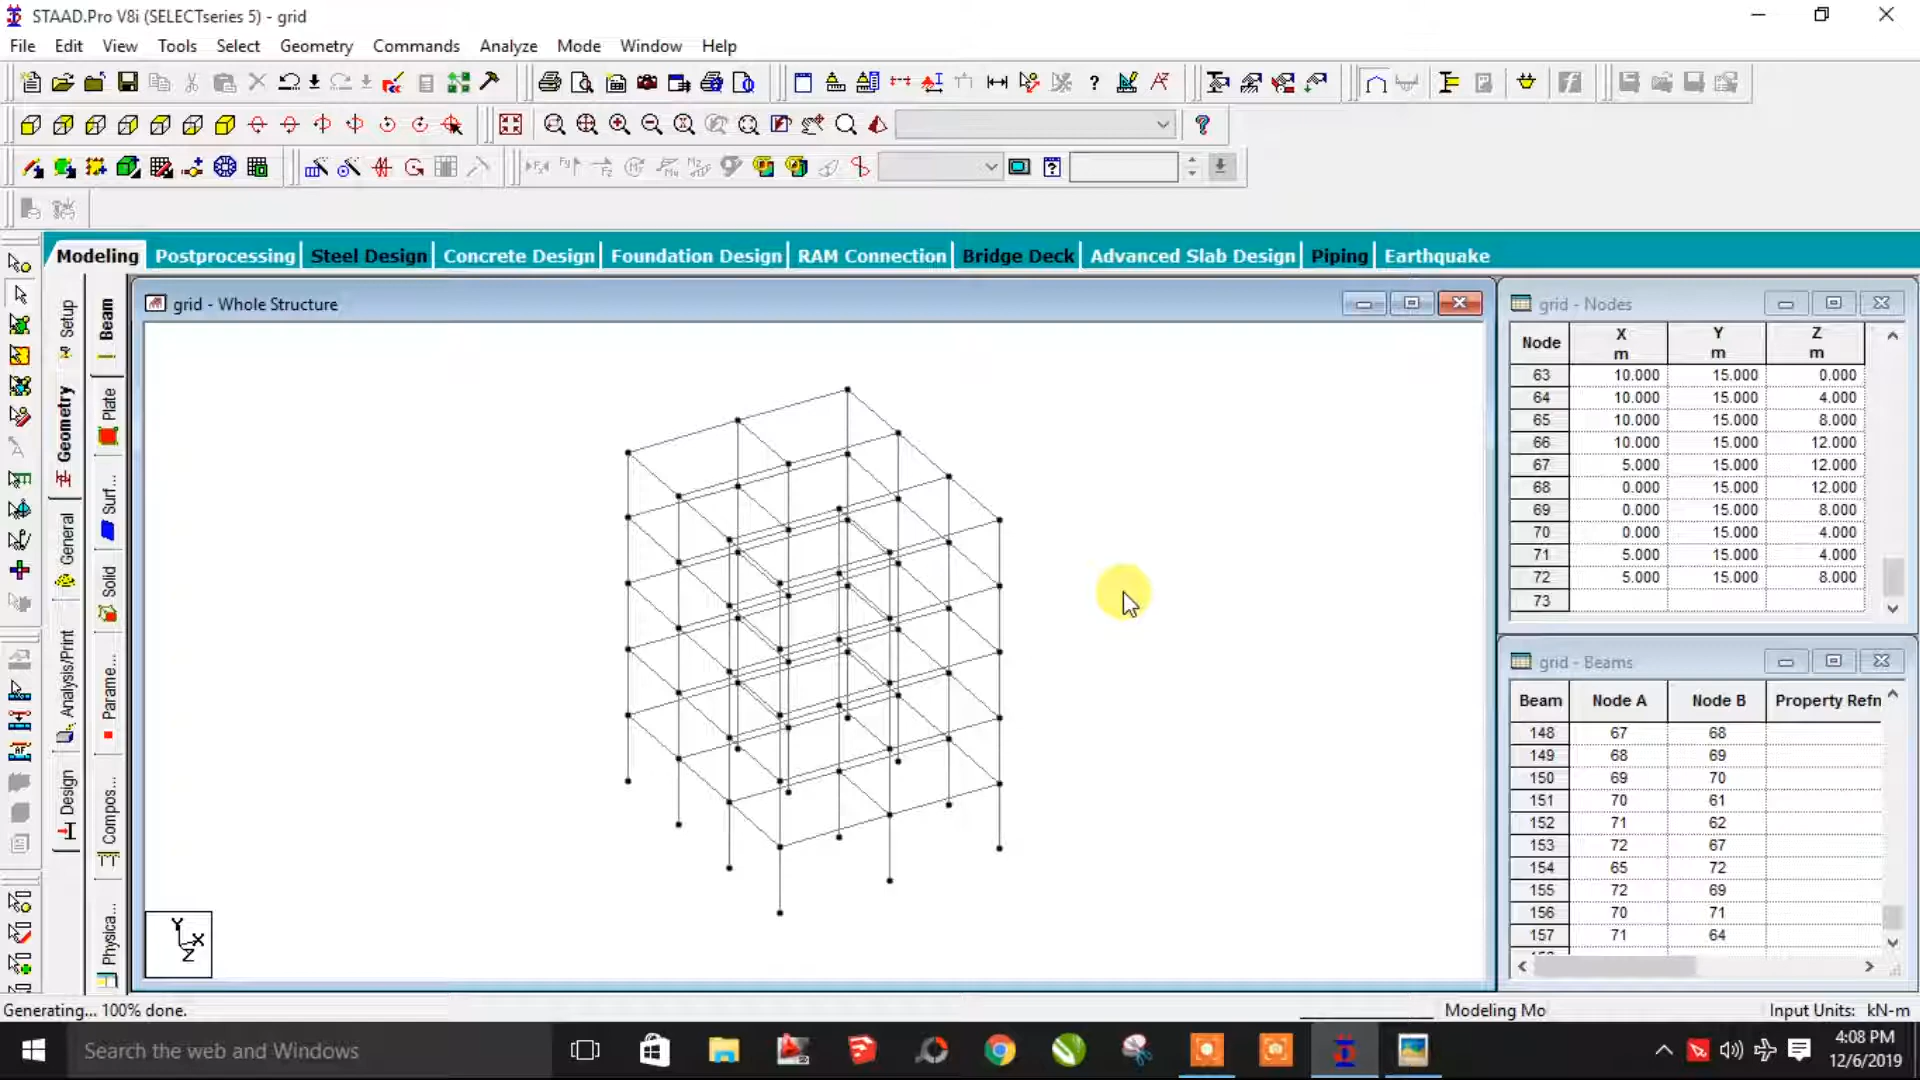 STAAD.Pro V8i (SELECTseries 5) - grid
File Edit View Tools Select Geometry Commands Analyze Mode Window Help
Modeling Postprocessing Steel Design Concrete Design Foundation Design RAM Connection Bridge Deck Advanced Slab Design Piping Earthquake
Setup
Geometry
General
Analysis/Print
Design
Beam
Plate
Surf...
Solid
Parame...
Compos...
Physica...
grid - Whole Structure
Y
X
Z
grid - Nodes
Node X m Y m Z m
63 10.000 15.000 0.000
64 10.000 15.000 4.000
65 10.000 15.000 8.000
66 10.000 15.000 12.000
67 5.000 15.000 12.000
68 0.000 15.000 12.000
69 0.000 15.000 8.000
70 0.000 15.000 4.000
71 5.000 15.000 4.000
72 5.000 15.000 8.000
73
grid - Beams
Beam Node A Node B Property Refn
148 67 68
149 68 69
150 69 70
151 70 61
152 71 62
153 72 67
154 65 72
155 72 69
156 70 71
157 71 64
Generating... 100% done.
Modeling Mo
Input Units: kN-m
Search the web and Windows
4:08 PM
12/6/2019